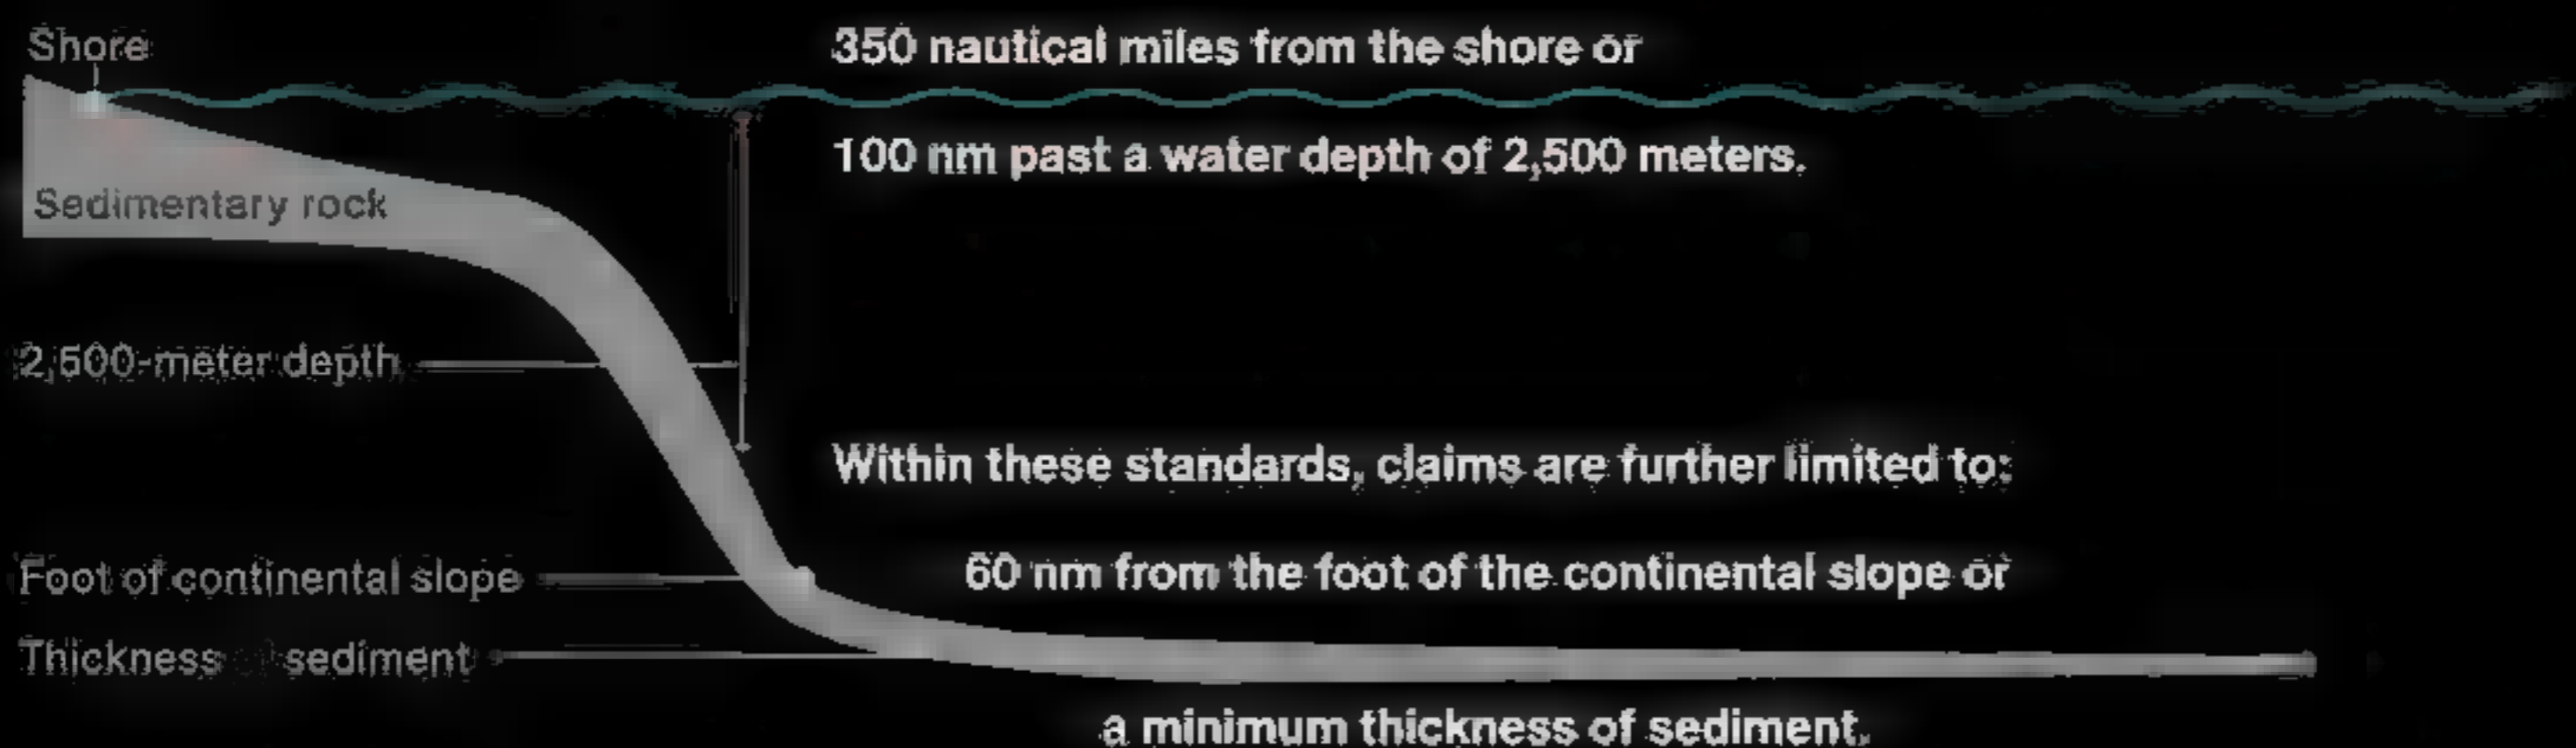 Shore
350 nautical miles from the shore or
100 nm past a water depth of 2,500 meters.
Sedimentary rock
2,500-meter depth
Within these standards, claims are further limited to:
Foot of continental slope
60 nm from the foot of the continental slope or
Thickness sediment
a minimum thickness of sediment.